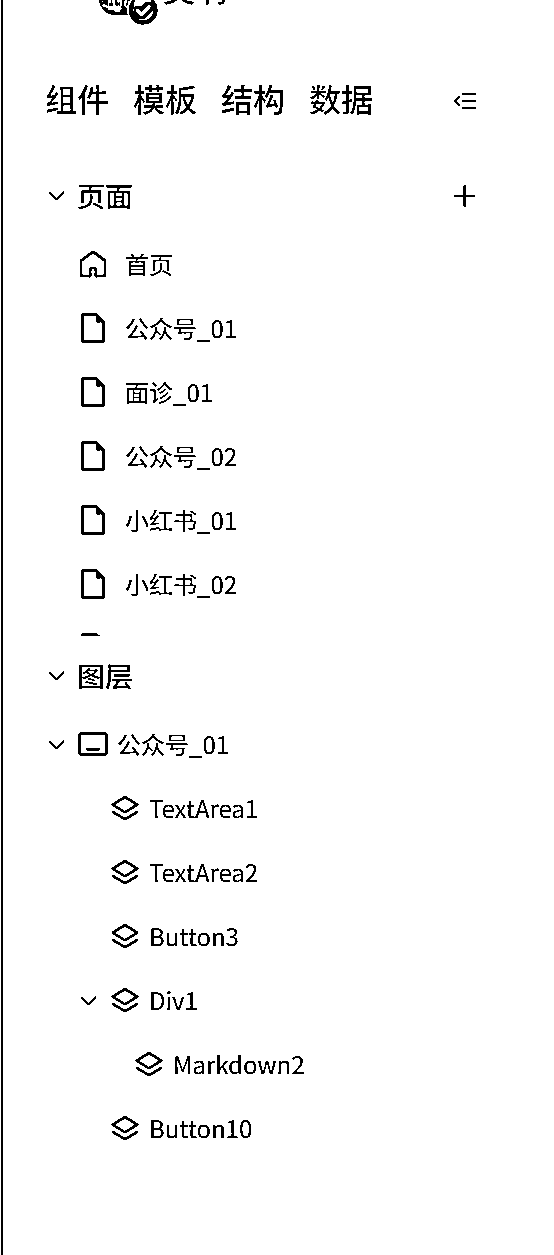 组件 模板 结构 数据
页面
首页
公众号_01
面诊_01
公众号_02
小红书_01
小红书_02
图层
公众号_01
TextArea1
TextArea2
Button3
Div1
Markdown2
Button10